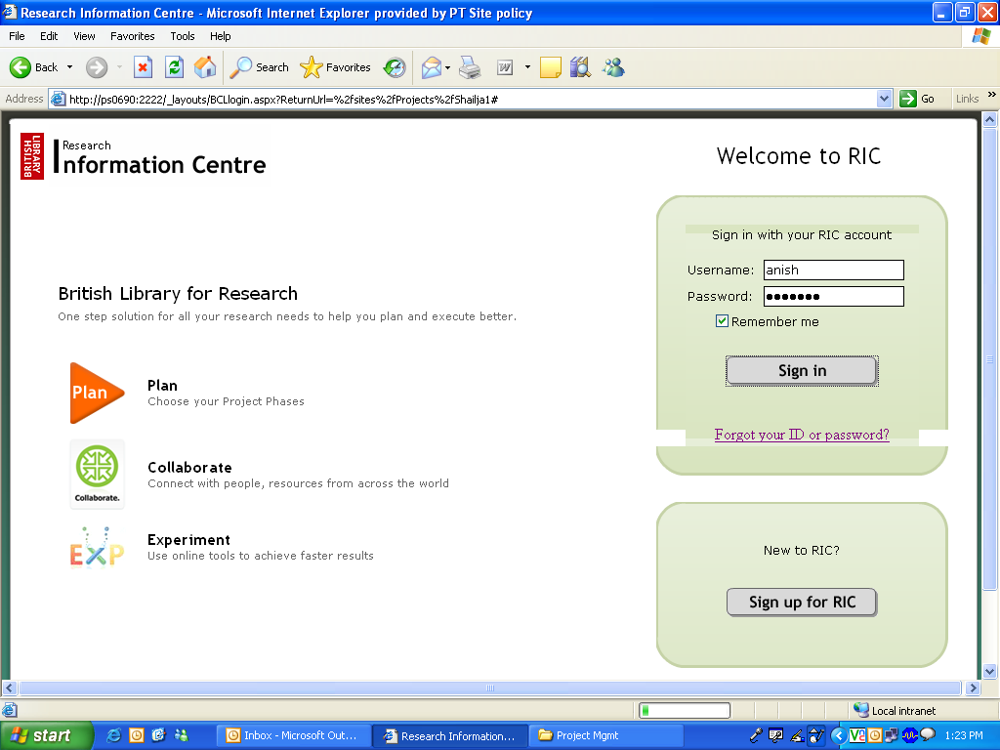 Research Information Centre - Microsoft Internet Explorer provided by PT Site policy
File Edit View Favorites Tools Help
Back Search Favorites
Address http://ps0690:2222/_layouts/BCLlogin.aspx?ReturnUrl=%2fsites%2fProjects%2fShailja1# Go Links »
BRITISH LIBRARY
Research
Information Centre
Welcome to RIC
Sign in with your RIC account
Username: anish
Password: ●●●●●●●
Remember me
Sign in
Forgot your ID or password?
British Library for Research
One step solution for all your research needs to help you plan and execute better.
Plan
Plan
Choose your Project Phases
Collaborate.
Collaborate
Connect with people, resources from across the world
EXP
Experiment
Use online tools to achieve faster results
New to RIC?
Sign up for RIC
Local intranet
start Inbox - Microsoft Out... Research Information... Project Mgmt 1:23 PM